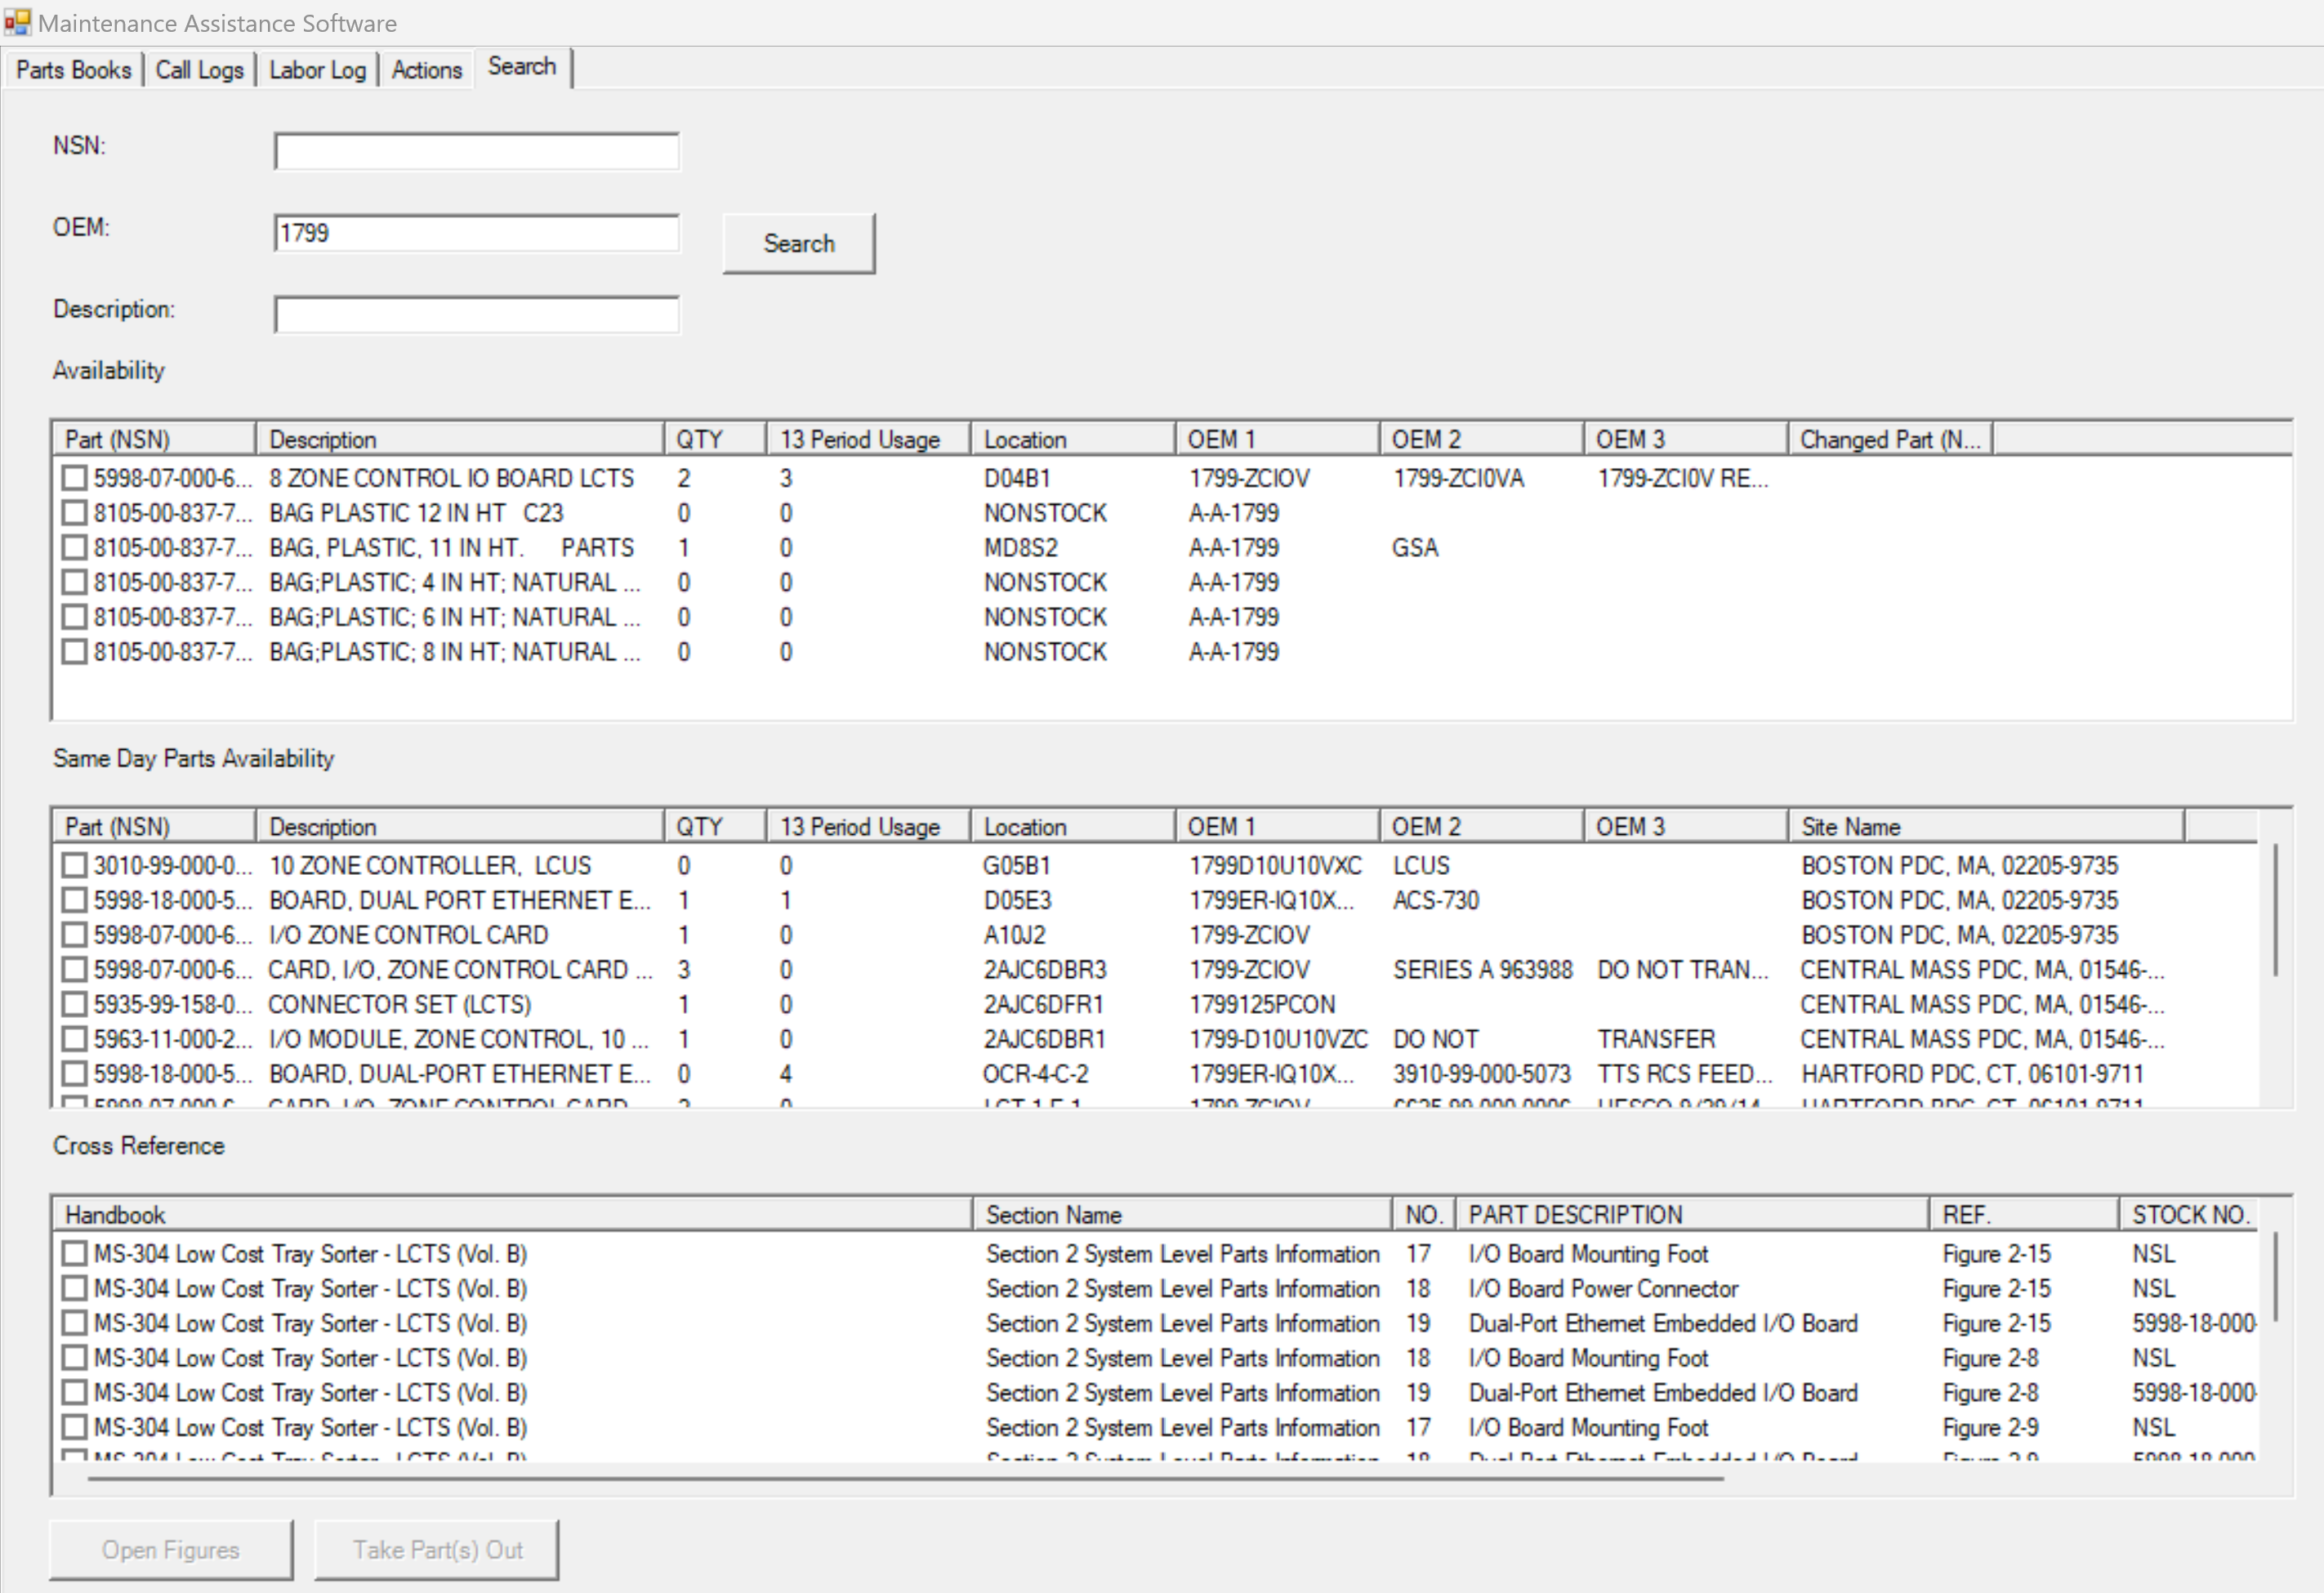 Maintenance Assistance Software
Parts Books Call Logs Labor Log Actions Search
NSN:
OEM: 1799 Search
Description:
Availability
Part (NSN) Description QTY 13 Period Usage Location OEM 1 OEM 2 OEM 3 Changed Part (N...
5998-07-000-6... 8 ZONE CONTROL IO BOARD LCTS 2 3 D04B1 1799-ZCIOV 1799-ZCI0VA 1799-ZCI0V RE...
8105-00-837-7... BAG PLASTIC 12 IN HT C23 0 0 NONSTOCK A-A-1799
8105-00-837-7... BAG, PLASTIC, 11 IN HT. PARTS 1 0 MD8S2 A-A-1799 GSA
8105-00-837-7... BAG;PLASTIC; 4 IN HT; NATURAL ... 0 0 NONSTOCK A-A-1799
8105-00-837-7... BAG;PLASTIC; 6 IN HT; NATURAL ... 0 0 NONSTOCK A-A-1799
8105-00-837-7... BAG;PLASTIC; 8 IN HT; NATURAL ... 0 0 NONSTOCK A-A-1799
Same Day Parts Availability
Part (NSN) Description QTY 13 Period Usage Location OEM 1 OEM 2 OEM 3 Site Name
3010-99-000-0... 10 ZONE CONTROLLER, LCUS 0 0 G05B1 1799D10U10VXC LCUS BOSTON PDC, MA, 02205-9735
5998-18-000-5... BOARD, DUAL PORT ETHERNET E... 1 1 D05E3 1799ER-IQ10X... ACS-730 BOSTON PDC, MA, 02205-9735
5998-07-000-6... I/O ZONE CONTROL CARD 1 0 A10J2 1799-ZCIOV BOSTON PDC, MA, 02205-9735
5998-07-000-6... CARD, I/O, ZONE CONTROL CARD ... 3 0 2AJC6DBR3 1799-ZCIOV SERIES A 963988 DO NOT TRAN... CENTRAL MASS PDC, MA, 01546-...
5935-99-158-0... CONNECTOR SET (LCTS) 1 0 2AJC6DFR1 1799125PCON CENTRAL MASS PDC, MA, 01546-...
5963-11-000-2... I/O MODULE, ZONE CONTROL, 10 ... 1 0 2AJC6DBR1 1799-D10U10VZC DO NOT TRANSFER CENTRAL MASS PDC, MA, 01546-...
5998-18-000-5... BOARD, DUAL-PORT ETHERNET E... 0 4 OCR-4-C-2 1799ER-IQ10X... 3910-99-000-5073 TTS RCS FEED... HARTFORD PDC, CT, 06101-9711
Cross Reference
Handbook Section Name NO. PART DESCRIPTION REF. STOCK NO.
MS-304 Low Cost Tray Sorter - LCTS (Vol. B) Section 2 System Level Parts Information 17 I/O Board Mounting Foot Figure 2-15 NSL
MS-304 Low Cost Tray Sorter - LCTS (Vol. B) Section 2 System Level Parts Information 18 I/O Board Power Connector Figure 2-15 NSL
MS-304 Low Cost Tray Sorter - LCTS (Vol. B) Section 2 System Level Parts Information 19 Dual-Port Ethernet Embedded I/O Board Figure 2-15 5998-18-000-
MS-304 Low Cost Tray Sorter - LCTS (Vol. B) Section 2 System Level Parts Information 18 I/O Board Mounting Foot Figure 2-8 NSL
MS-304 Low Cost Tray Sorter - LCTS (Vol. B) Section 2 System Level Parts Information 19 Dual-Port Ethernet Embedded I/O Board Figure 2-8 5998-18-000-
MS-304 Low Cost Tray Sorter - LCTS (Vol. B) Section 2 System Level Parts Information 17 I/O Board Mounting Foot Figure 2-9 NSL
Open Figures Take Part(s) Out